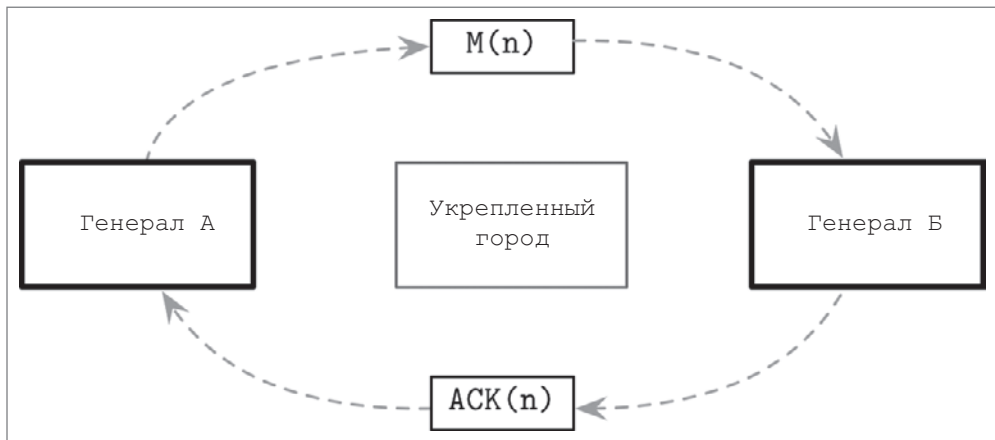 M(n)
Генерал А
Укрепленный
город
Генерал Б
ACK(n)